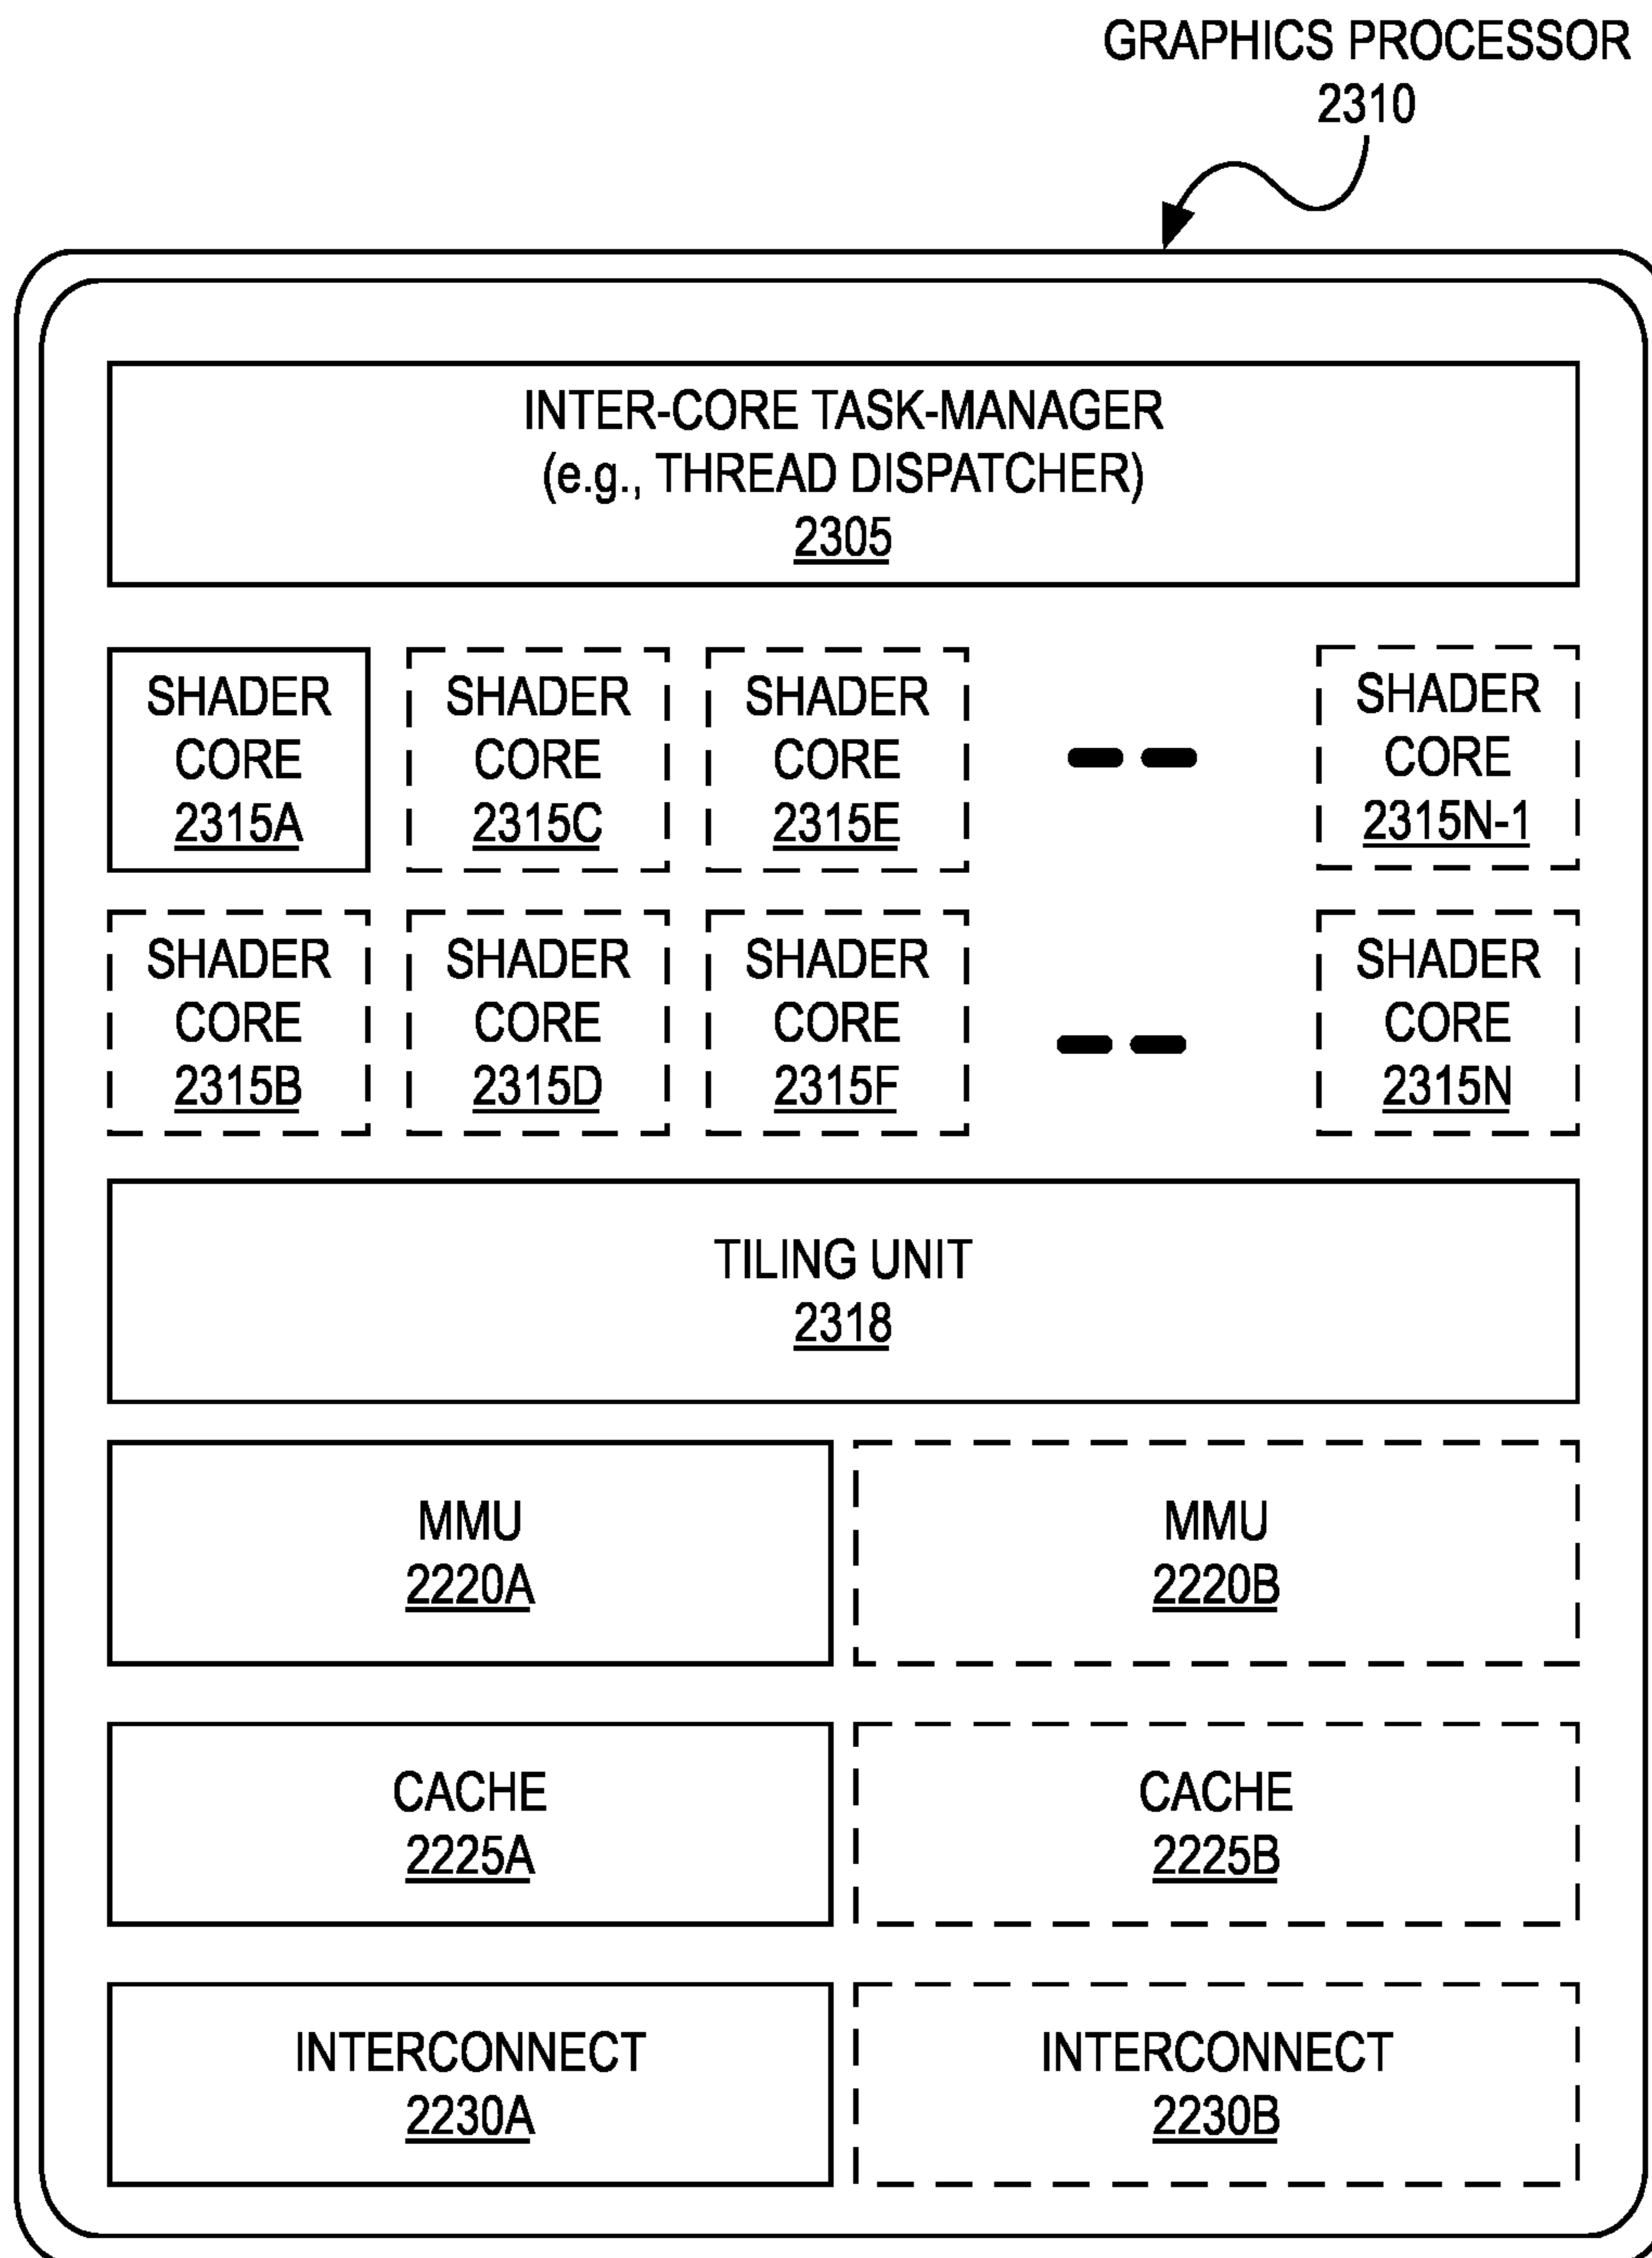 GRAPHICS PROCESSOR
2310
INTER-CORE TASK-MANAGER
(e.g., THREAD DISPATCHER)
2305
SHADER
CORE
2315A
SHADER
CORE
2315C
SHADER
CORE
2315E
SHADER
CORE
2315N-1
SHADER
CORE
2315B
SHADER
CORE
2315D
SHADER
CORE
2315F
SHADER
CORE
2315N
TILING UNIT
2318
MMU
2220A
MMU
2220B
CACHE
2225A
CACHE
2225B
INTERCONNECT
2230A
INTERCONNECT
2230B